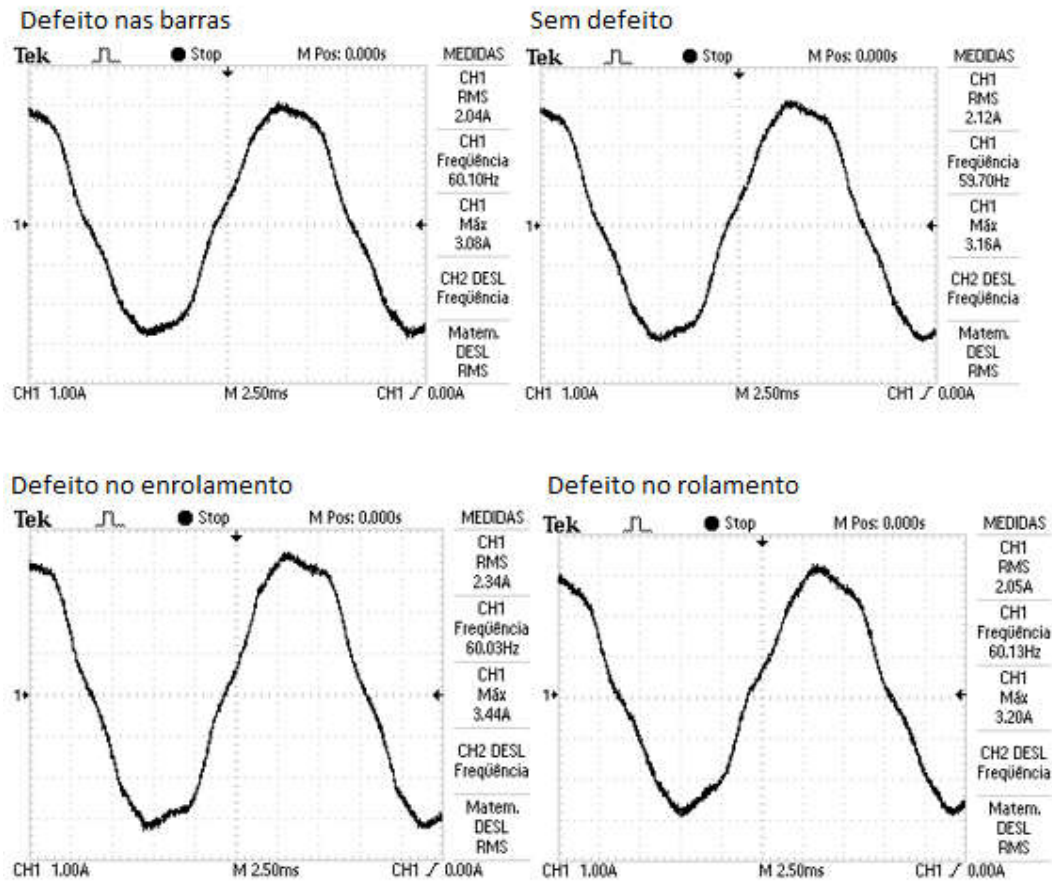 Defeito nas barras
Tek Stop M Pos: 0.000s MEDIDAS
CH1
RMS
2.04A
CH1
Freqüência
60.10Hz
CH1
Máx
3.08A
CH2 DESL
Freqüência
Matem.
DESL
RMS
1
CH1 1.00A M 2.50ms CH1 0.00A
Sem defeito
Tek Stop M Pos: 0.000s MEDIDAS
CH1
RMS
2.12A
CH1
Freqüência
59.70Hz
CH1
Máx
3.16A
CH2 DESL
Freqüência
Matem.
DESL
RMS
1
CH1 1.00A M 2.50ms CH1 0.00A
Defeito no enrolamento
Tek Stop M Pos: 0.000s MEDIDAS
CH1
RMS
2.34A
CH1
Freqüência
60.03Hz
CH1
Máx
3.44A
CH2 DESL
Freqüência
Matem.
DESL
RMS
1
CH1 1.00A M 2.50ms CH1 0.00A
Defeito no rolamento
Tek Stop M Pos: 0.000s MEDIDAS
CH1
RMS
2.05A
CH1
Freqüência
60.13Hz
CH1
Máx
3.20A
CH2 DESL
Freqüência
Matem.
DESL
RMS
1
CH1 1.00A M 2.50ms CH1 0.00A